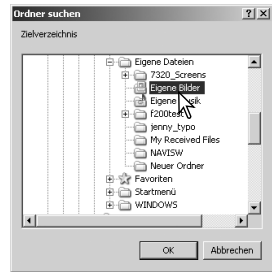 Ordner suchen
Zielverzeichnis
Eigene Dateien
7320_Screens
Eigene Bilder
Eigene
f200test
jenny_typo
My Received Files
NAVISW
Neuer Ordner
Favoriten
Startmenü
WINDOWS
OK Abbrechen